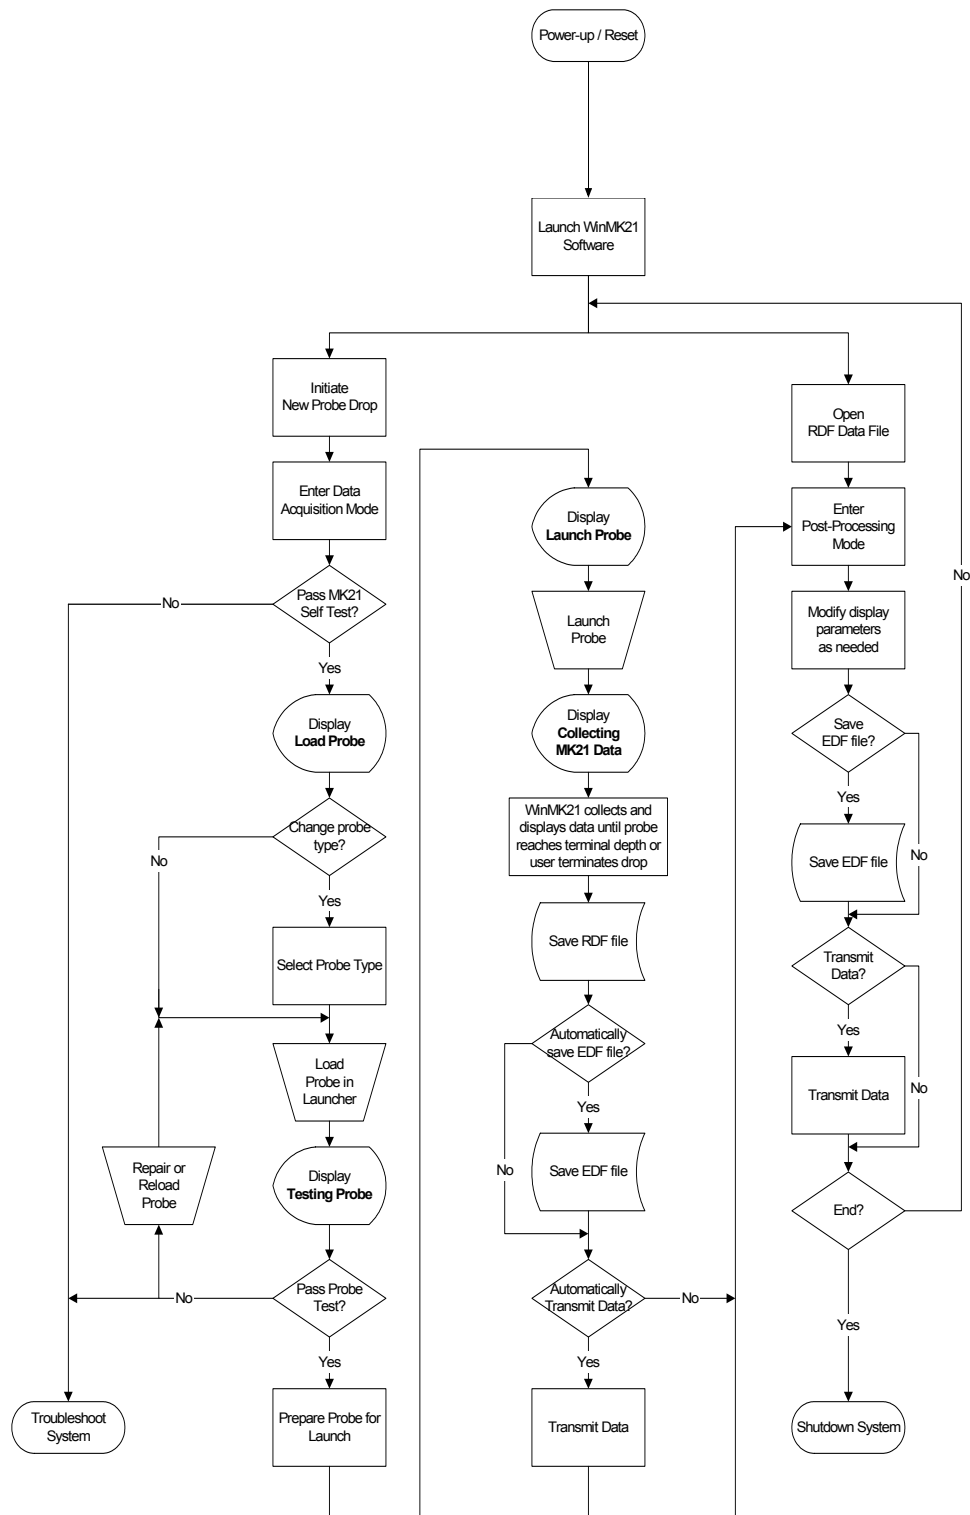 Power-up / Reset
Launch WinMK21
Software
Initiate
New Probe Drop
Enter Data
Acquisition Mode
Pass MK21
Self Test?
No
Yes
Display
Load Probe
Change probe
type?
No
Yes
Select Probe Type
Load
Probe in
Launcher
Repair or
Reload
Probe
Display
Testing Probe
Pass Probe
Test?
No
Yes
Troubleshoot
System
Prepare Probe for
Launch
Display
Launch Probe
Launch
Probe
Display
Collecting
MK21 Data
WinMK21 collects and
displays data until probe
reaches terminal depth or
user terminates drop
Save RDF file
Automatically
save EDF file?
Yes
No
Save EDF file
Automatically
Transmit Data?
No
Yes
Transmit Data
Open
RDF Data File
Enter
Post-Processing
Mode
No
Modify display
parameters
as needed
Save
EDF file?
Yes
No
Save EDF file
Transmit
Data?
Yes
No
Transmit Data
End?
Yes
Shutdown System